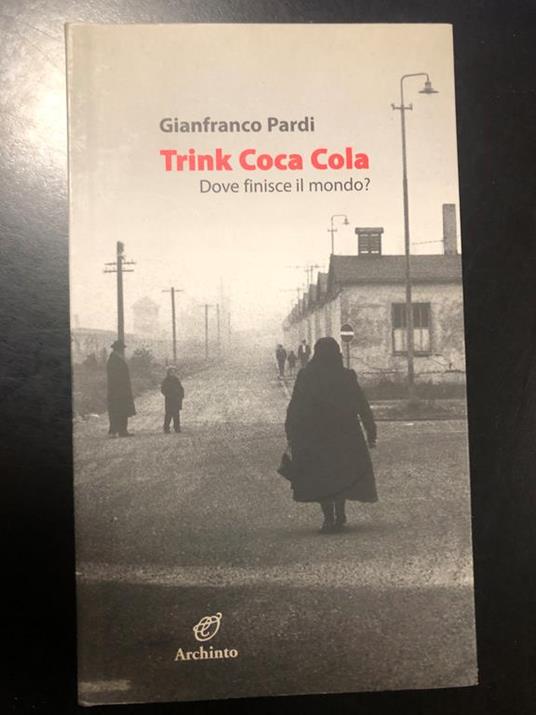 Gianfranco Pardi
Trink Coca Cola
Dove finisce il mondo?
Archinto